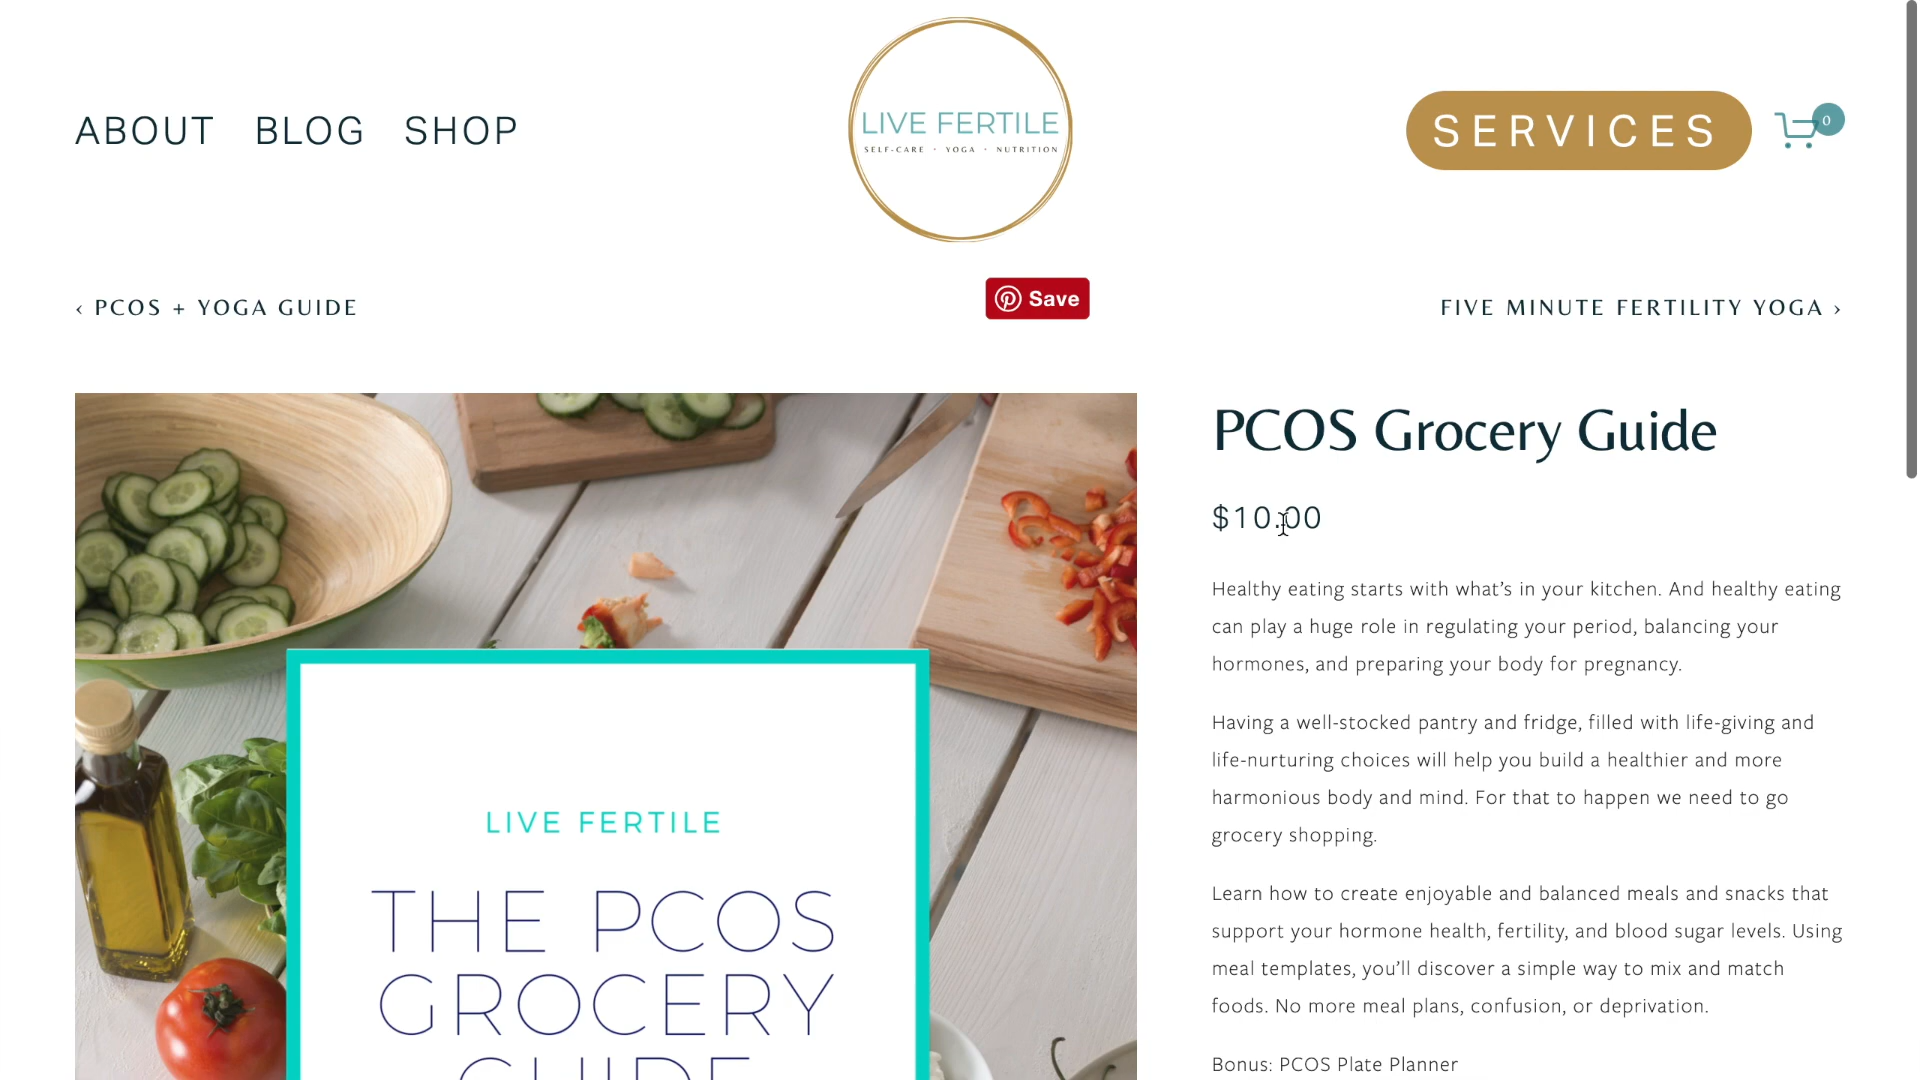 ABOUT BLOG SHOP
LIVE FERTILE
SELF-CARE • YOGA • NUTRITION
SERVICES
0
‹ PCOS + YOGA GUIDE
Save
FIVE MINUTE FERTILITY YOGA ›
LIVE FERTILE
THE PCOS
GROCERY
GUIDE
PCOS Grocery Guide
$10.00
Healthy eating starts with what’s in your kitchen. And healthy eating
can play a huge role in regulating your period, balancing your
hormones, and preparing your body for pregnancy.
Having a well-stocked pantry and fridge, filled with life-giving and
life-nurturing choices will help you build a healthier and more
harmonious body and mind. For that to happen we need to go
grocery shopping.
Learn how to create enjoyable and balanced meals and snacks that
support your hormone health, fertility, and blood sugar levels. Using
meal templates, you’ll discover a simple way to mix and match
foods. No more meal plans, confusion, or deprivation.
Bonus: PCOS Plate Planner